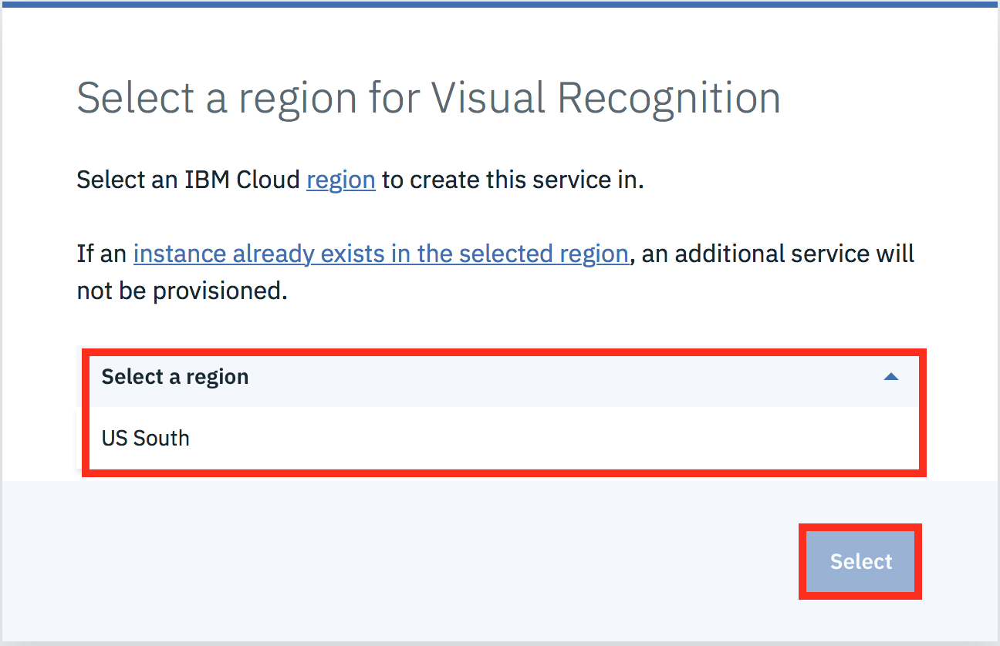 Select a region for Visual Recognition
Select an IBM Cloud region to create this service in.
If an instance already exists in the selected region, an additional service will
not be provisioned.
Select a region
US South
Select